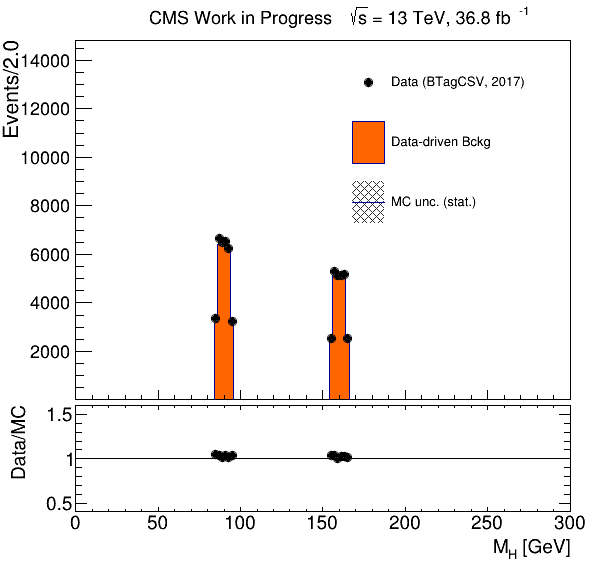 CMS Work in Progress √s = 13 TeV, 36.8 fb⁻¹
Events/2.0
14000
12000
10000
8000
6000
4000
2000
Data (BTagCSV, 2017)
Data-driven Bckg
MC unc. (stat.)
Data/MC
1.5
1
0.5
0 50 100 150 200 250 300
M_H [GeV]